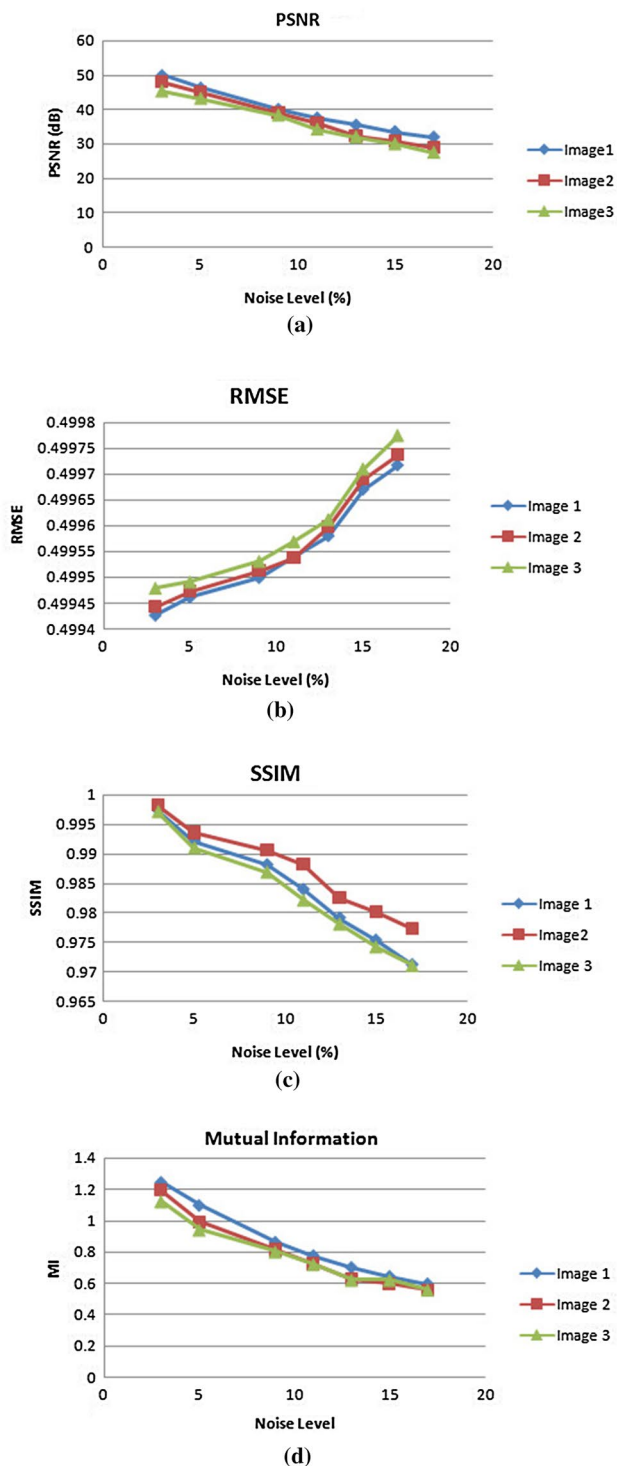 PSNR
60
50
40
30
20
10
0
PSNR (dB)
0 5 10 15 20
Noise Level (%)
Image1
Image2
Image3
(a)
RMSE
0.4998
0.49975
0.4997
0.49965
0.4996
0.49955
0.4995
0.49945
0.4994
RMSE
0 5 10 15 20
Noise Level (%)
Image 1
Image 2
Image 3
(b)
SSIM
1
0.995
0.99
0.985
0.98
0.975
0.97
0.965
SSIM
0 5 10 15 20
Noise Level (%)
Image 1
Image2
Image 3
(c)
Mutual Information
1.4
1.2
1
0.8
0.6
0.4
0.2
0
MI
0 5 10 15 20
Noise Level
Image 1
Image 2
Image 3
(d)